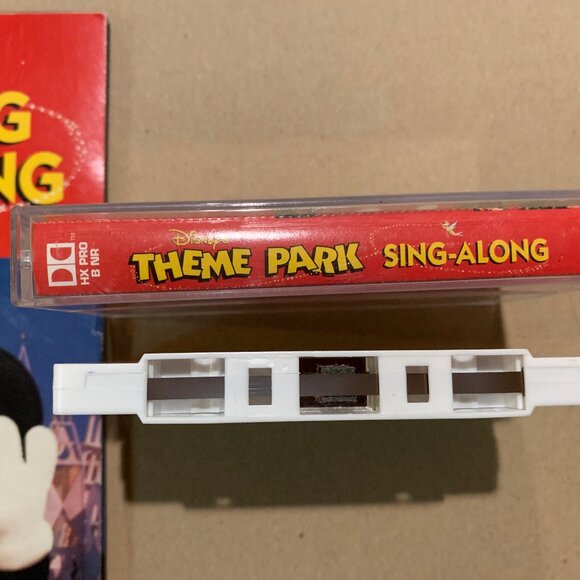 G
NG
Disney's
THEME PARK SING-ALONG
HX PRO
B NR